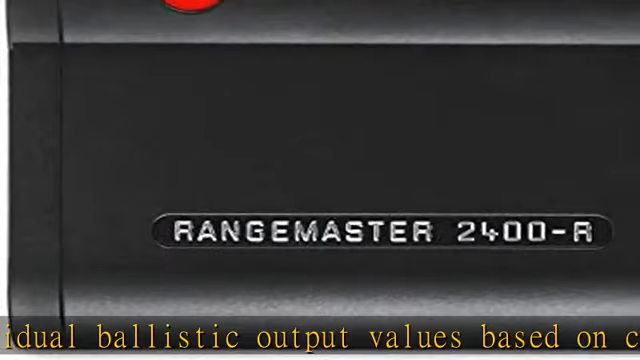 RANGEMASTER 2400-R
idual ballistic output values based on c